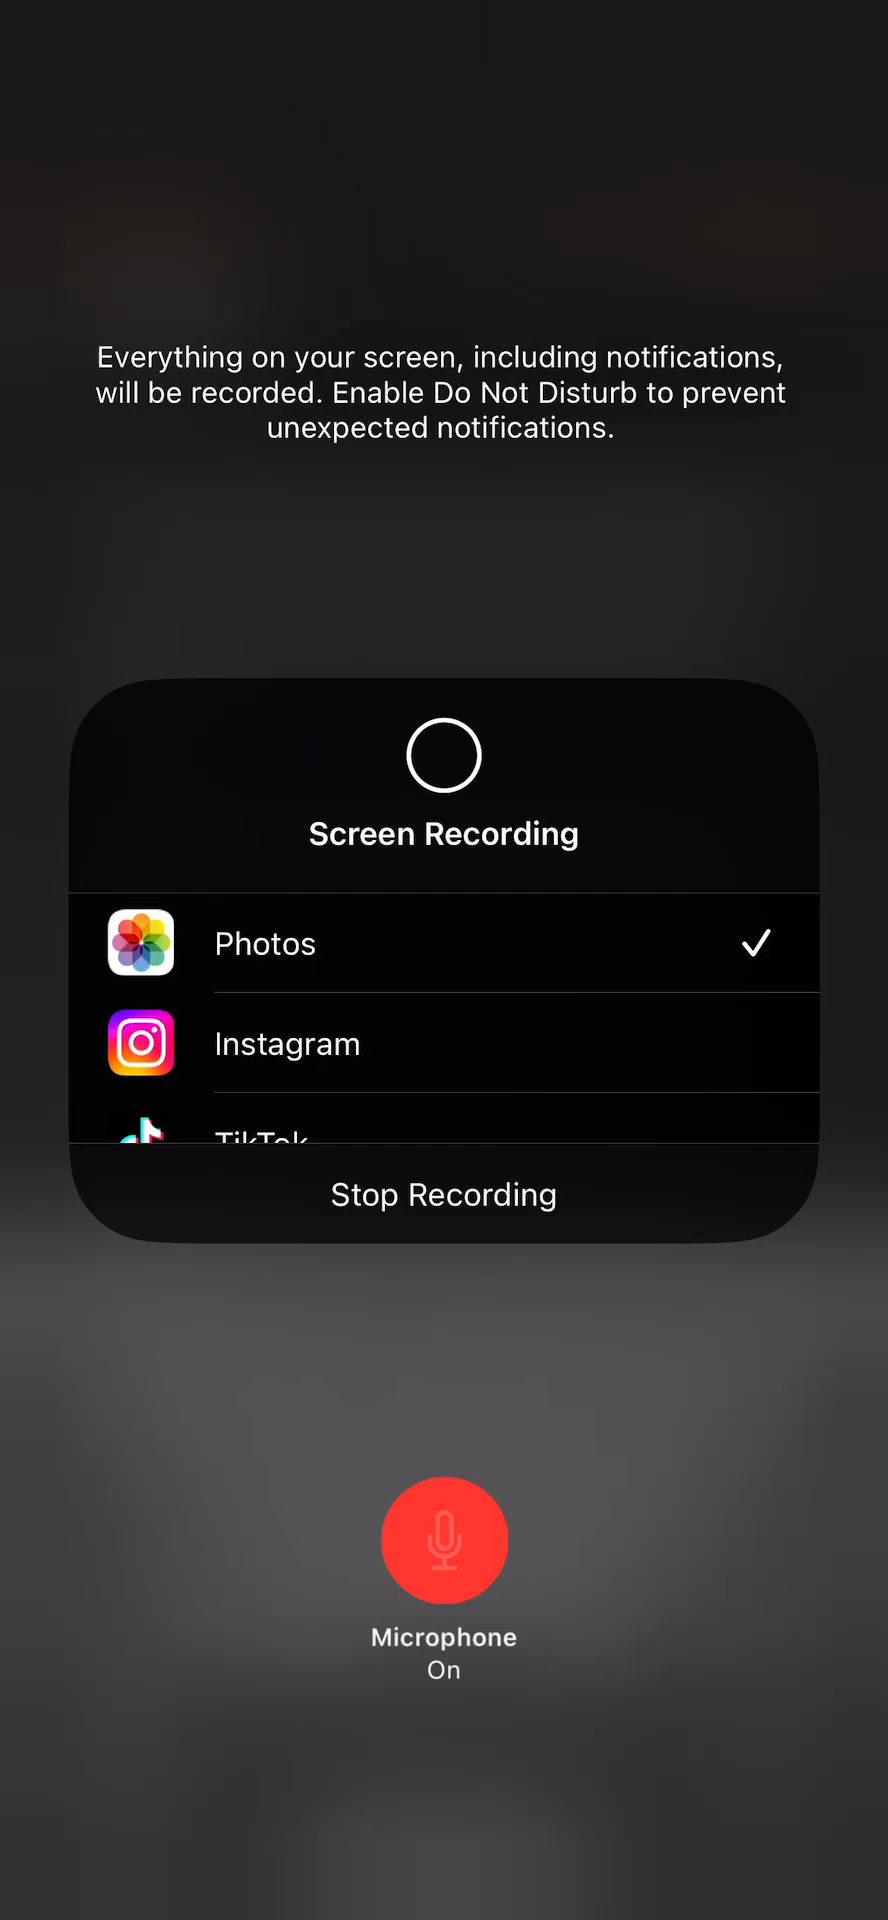 Everything on your screen, including notifications,
will be recorded. Enable Do Not Disturb to prevent
unexpected notifications.
Screen Recording
Photos
Instagram
TikTok
Stop Recording
Microphone
On